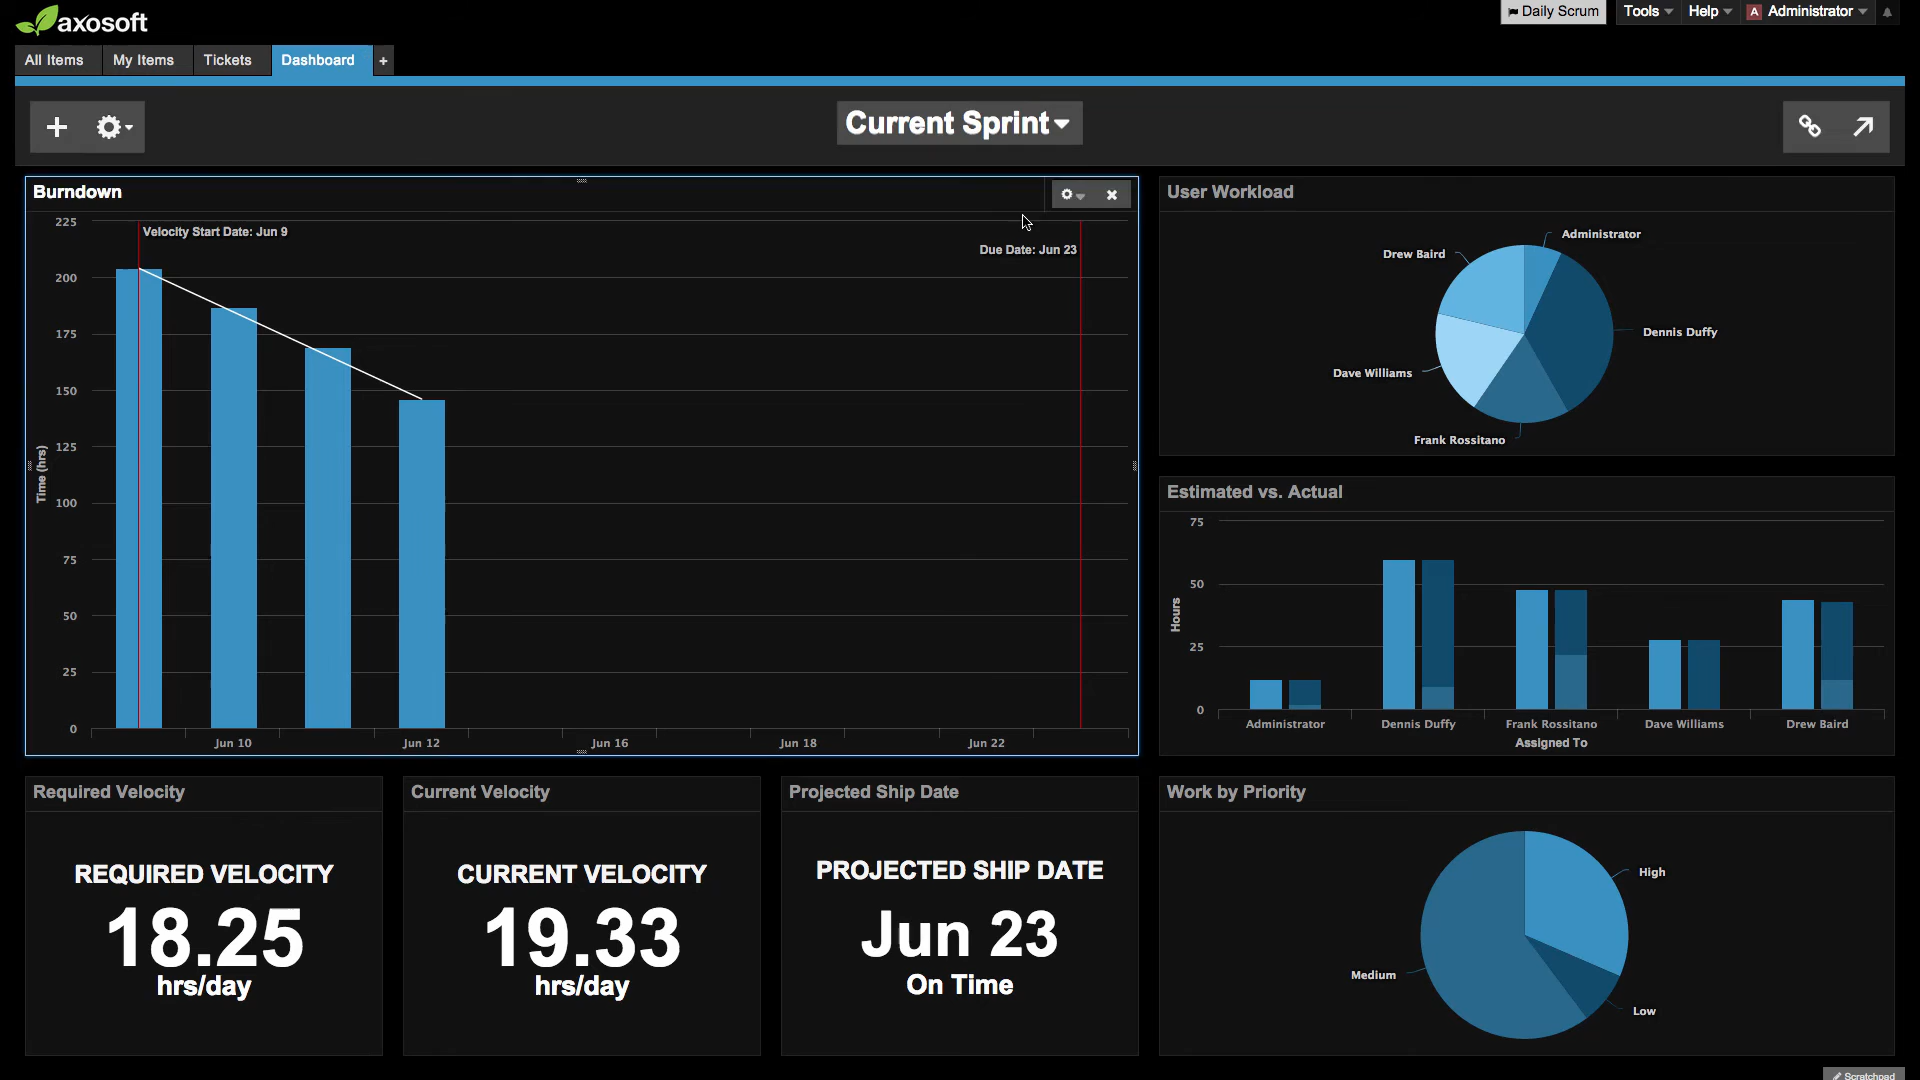 axosoft
Daily Scrum
Tools
Help
A Administrator
All Items
My Items
Tickets
Dashboard
+
Current Sprint
Burndown
225
200
175
150
125
100
75
50
25
0
Time (hrs)
Velocity Start Date: Jun 9
Due Date: Jun 23
Jun 10
Jun 12
Jun 16
Jun 18
Jun 22
User Workload
Administrator
Drew Baird
Dennis Duffy
Dave Williams
Frank Rossitano
Estimated vs. Actual
75
50
25
0
Hours
Administrator
Dennis Duffy
Frank Rossitano
Dave Williams
Drew Baird
Assigned To
Required Velocity
REQUIRED VELOCITY
18.25
hrs/day
Current Velocity
CURRENT VELOCITY
19.33
hrs/day
Projected Ship Date
PROJECTED SHIP DATE
Jun 23
On Time
Work by Priority
High
Medium
Low
Scratchpad